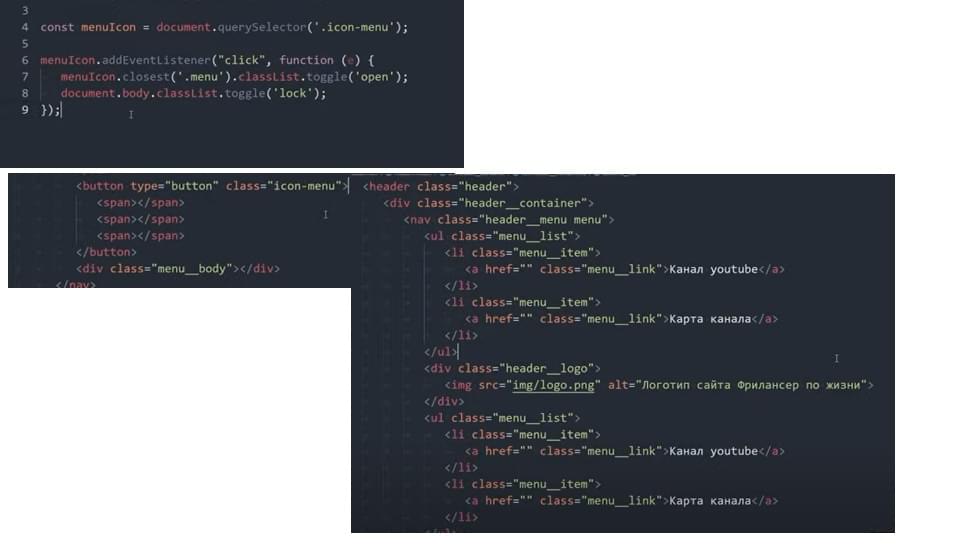 3
4 const menuIcon = document.querySelector('.icon-menu');
5
6 menuIcon.addEventListener("click", function (e) {
7 menuIcon.closest('.menu').classList.toggle('open');
8 document.body.classList.toggle('lock');
9 });
<button type="button" class="icon-menu">
<span></span>
<span></span>
<span></span>
</button>
<div class="menu__body"></div>
</nav>
<header class="header">
<div class="header__container">
<nav class="header__menu menu">
<ul class="menu__list">
<li class="menu__item">
<a href="" class="menu__link">Канал youtube</a>
</li>
<li class="menu__item">
<a href="" class="menu__link">Карта канала</a>
</li>
</ul>
<div class="header__logo">
<img src="img/logo.png" alt="Логотип сайта Фрилансер по жизни">
</div>
<ul class="menu__list">
<li class="menu__item">
<a href="" class="menu__link">Канал youtube</a>
</li>
<li class="menu__item">
<a href="" class="menu__link">Карта канала</a>
</li>